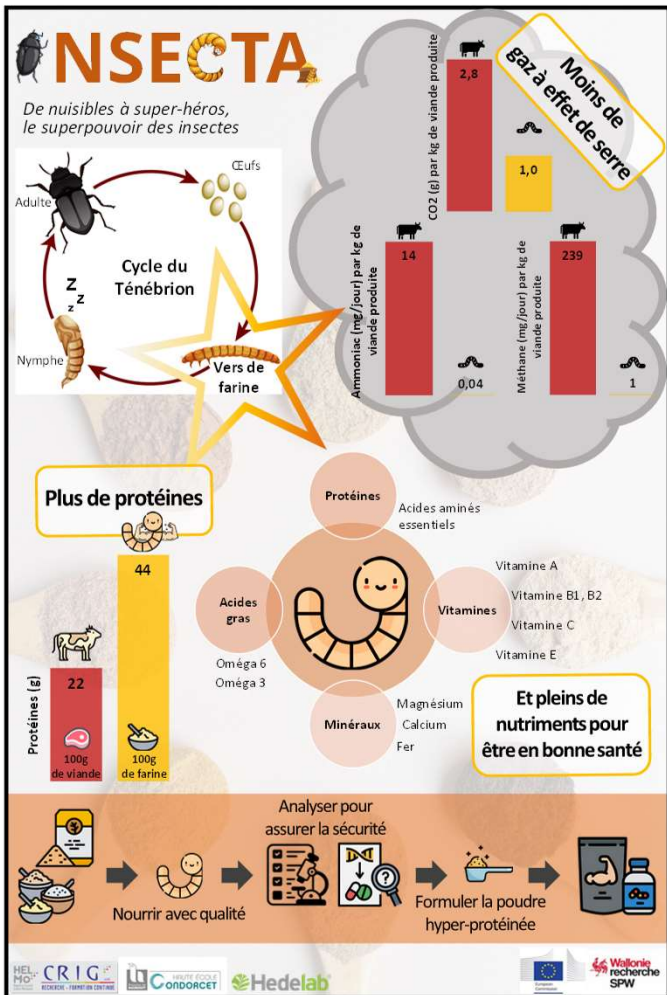 INSECTA
De nuisibles à super-héros,
le superpouvoir des insectes
Œufs
Adulte
Cycle du
Ténébrion
Z
z Z
Nymphe
Vers de
farine
Moins de
gaz à effet de serre
CO2 (g) par kg de viande produite
2,8
1,0
Ammoniac (mg/jour) par kg de
viande produite
14
0,04
Méthane (mg/jour) par kg de
viande produite
239
1
Plus de protéines
Protéines (g)
22
100g
de viande
44
100g
de farine
Protéines
Acides aminés
essentiels
Acides
gras
Oméga 6
Oméga 3
Vitamines
Vitamine A
Vitamine B1, B2
Vitamine C
Vitamine E
Minéraux
Magnésium
Calcium
Fer
Et pleins de
nutriments pour
être en bonne santé
Nourrir avec qualité
Analyser pour
assurer la sécurité
?
Formuler la poudre
hyper-protéinée
HEL
MO
CRIG
RECHERCHE - FORMATION CONTINUE
HAUTE ÉCOLE
CONDORCET
Hedelab
European
Commission
Wallonie
recherche
SPW